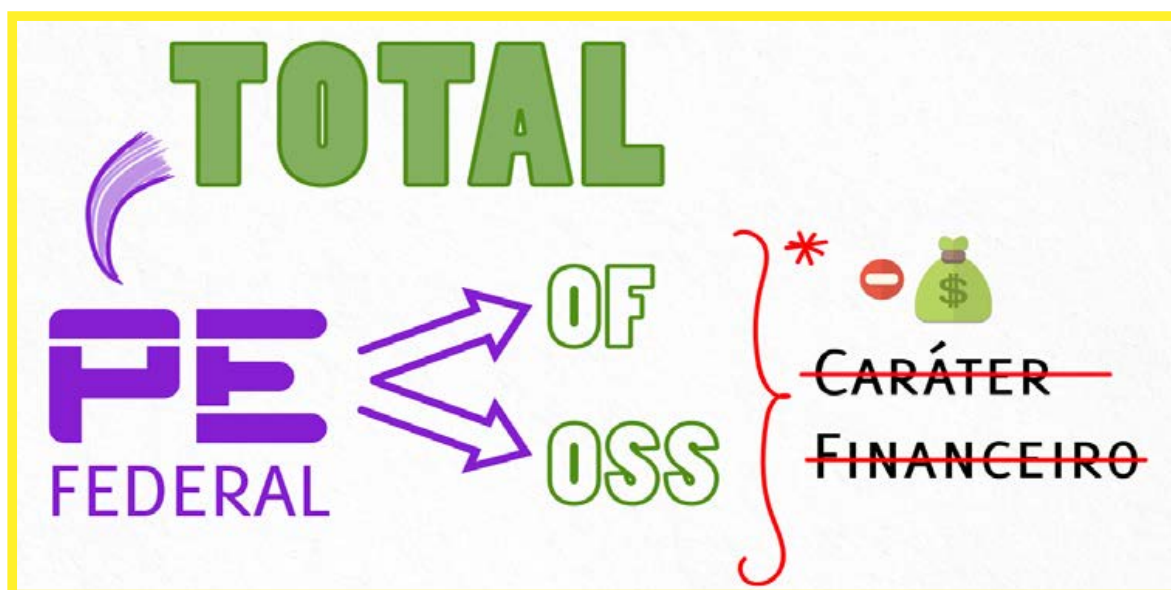 TOTAL
PE
FEDERAL
OF
OSS
*
$
CARÁTER
FINANCEIRO